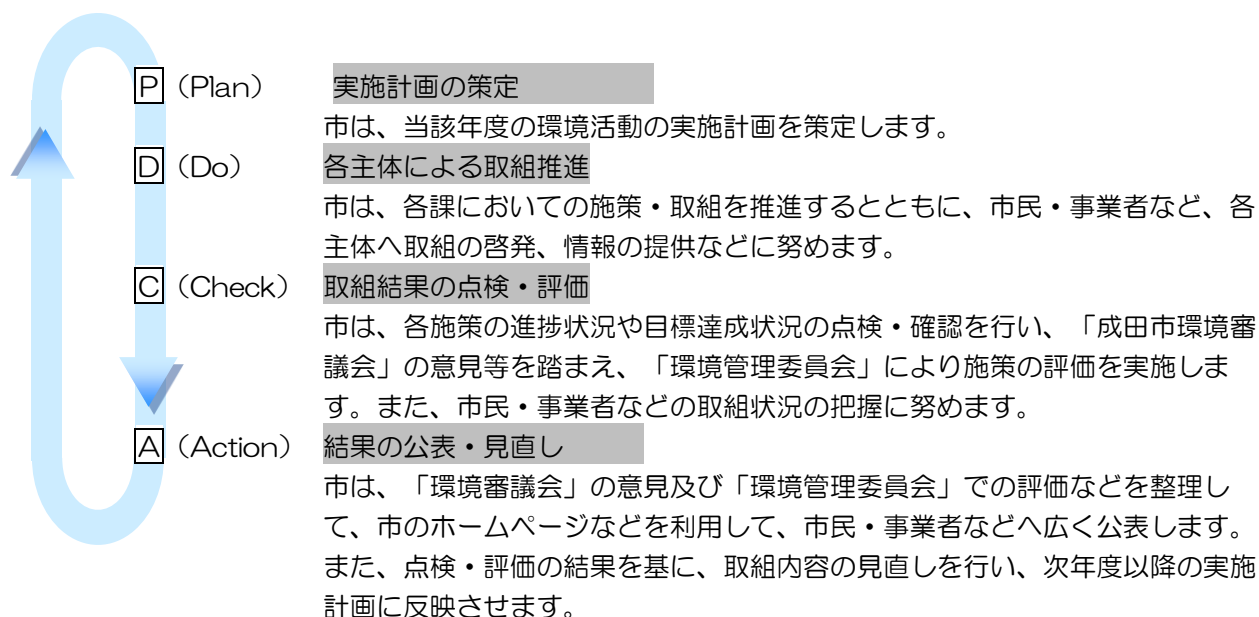 P（Plan） 実施計画の策定
市は、当該年度の環境活動の実施計画を策定します。
D（Do） 各主体による取組推進
市は、各課においての施策・取組を推進するとともに、市民・事業者など、各
主体へ取組の啓発、情報の提供などに努めます。
C（Check） 取組結果の点検・評価
市は、各施策の進捗状況や目標達成状況の点検・確認を行い、「成田市環境審
議会」の意見等を踏まえ、「環境管理委員会」により施策の評価を実施しま
す。また、市民・事業者などの取組状況の把握に努めます。
A（Action） 結果の公表・見直し
市は、「環境審議会」の意見及び「環境管理委員会」での評価などを整理し
て、市のホームページなどを利用して、市民・事業者などへ広く公表します。
また、点検・評価の結果を基に、取組内容の見直しを行い、次年度以降の実施
計画に反映させます。